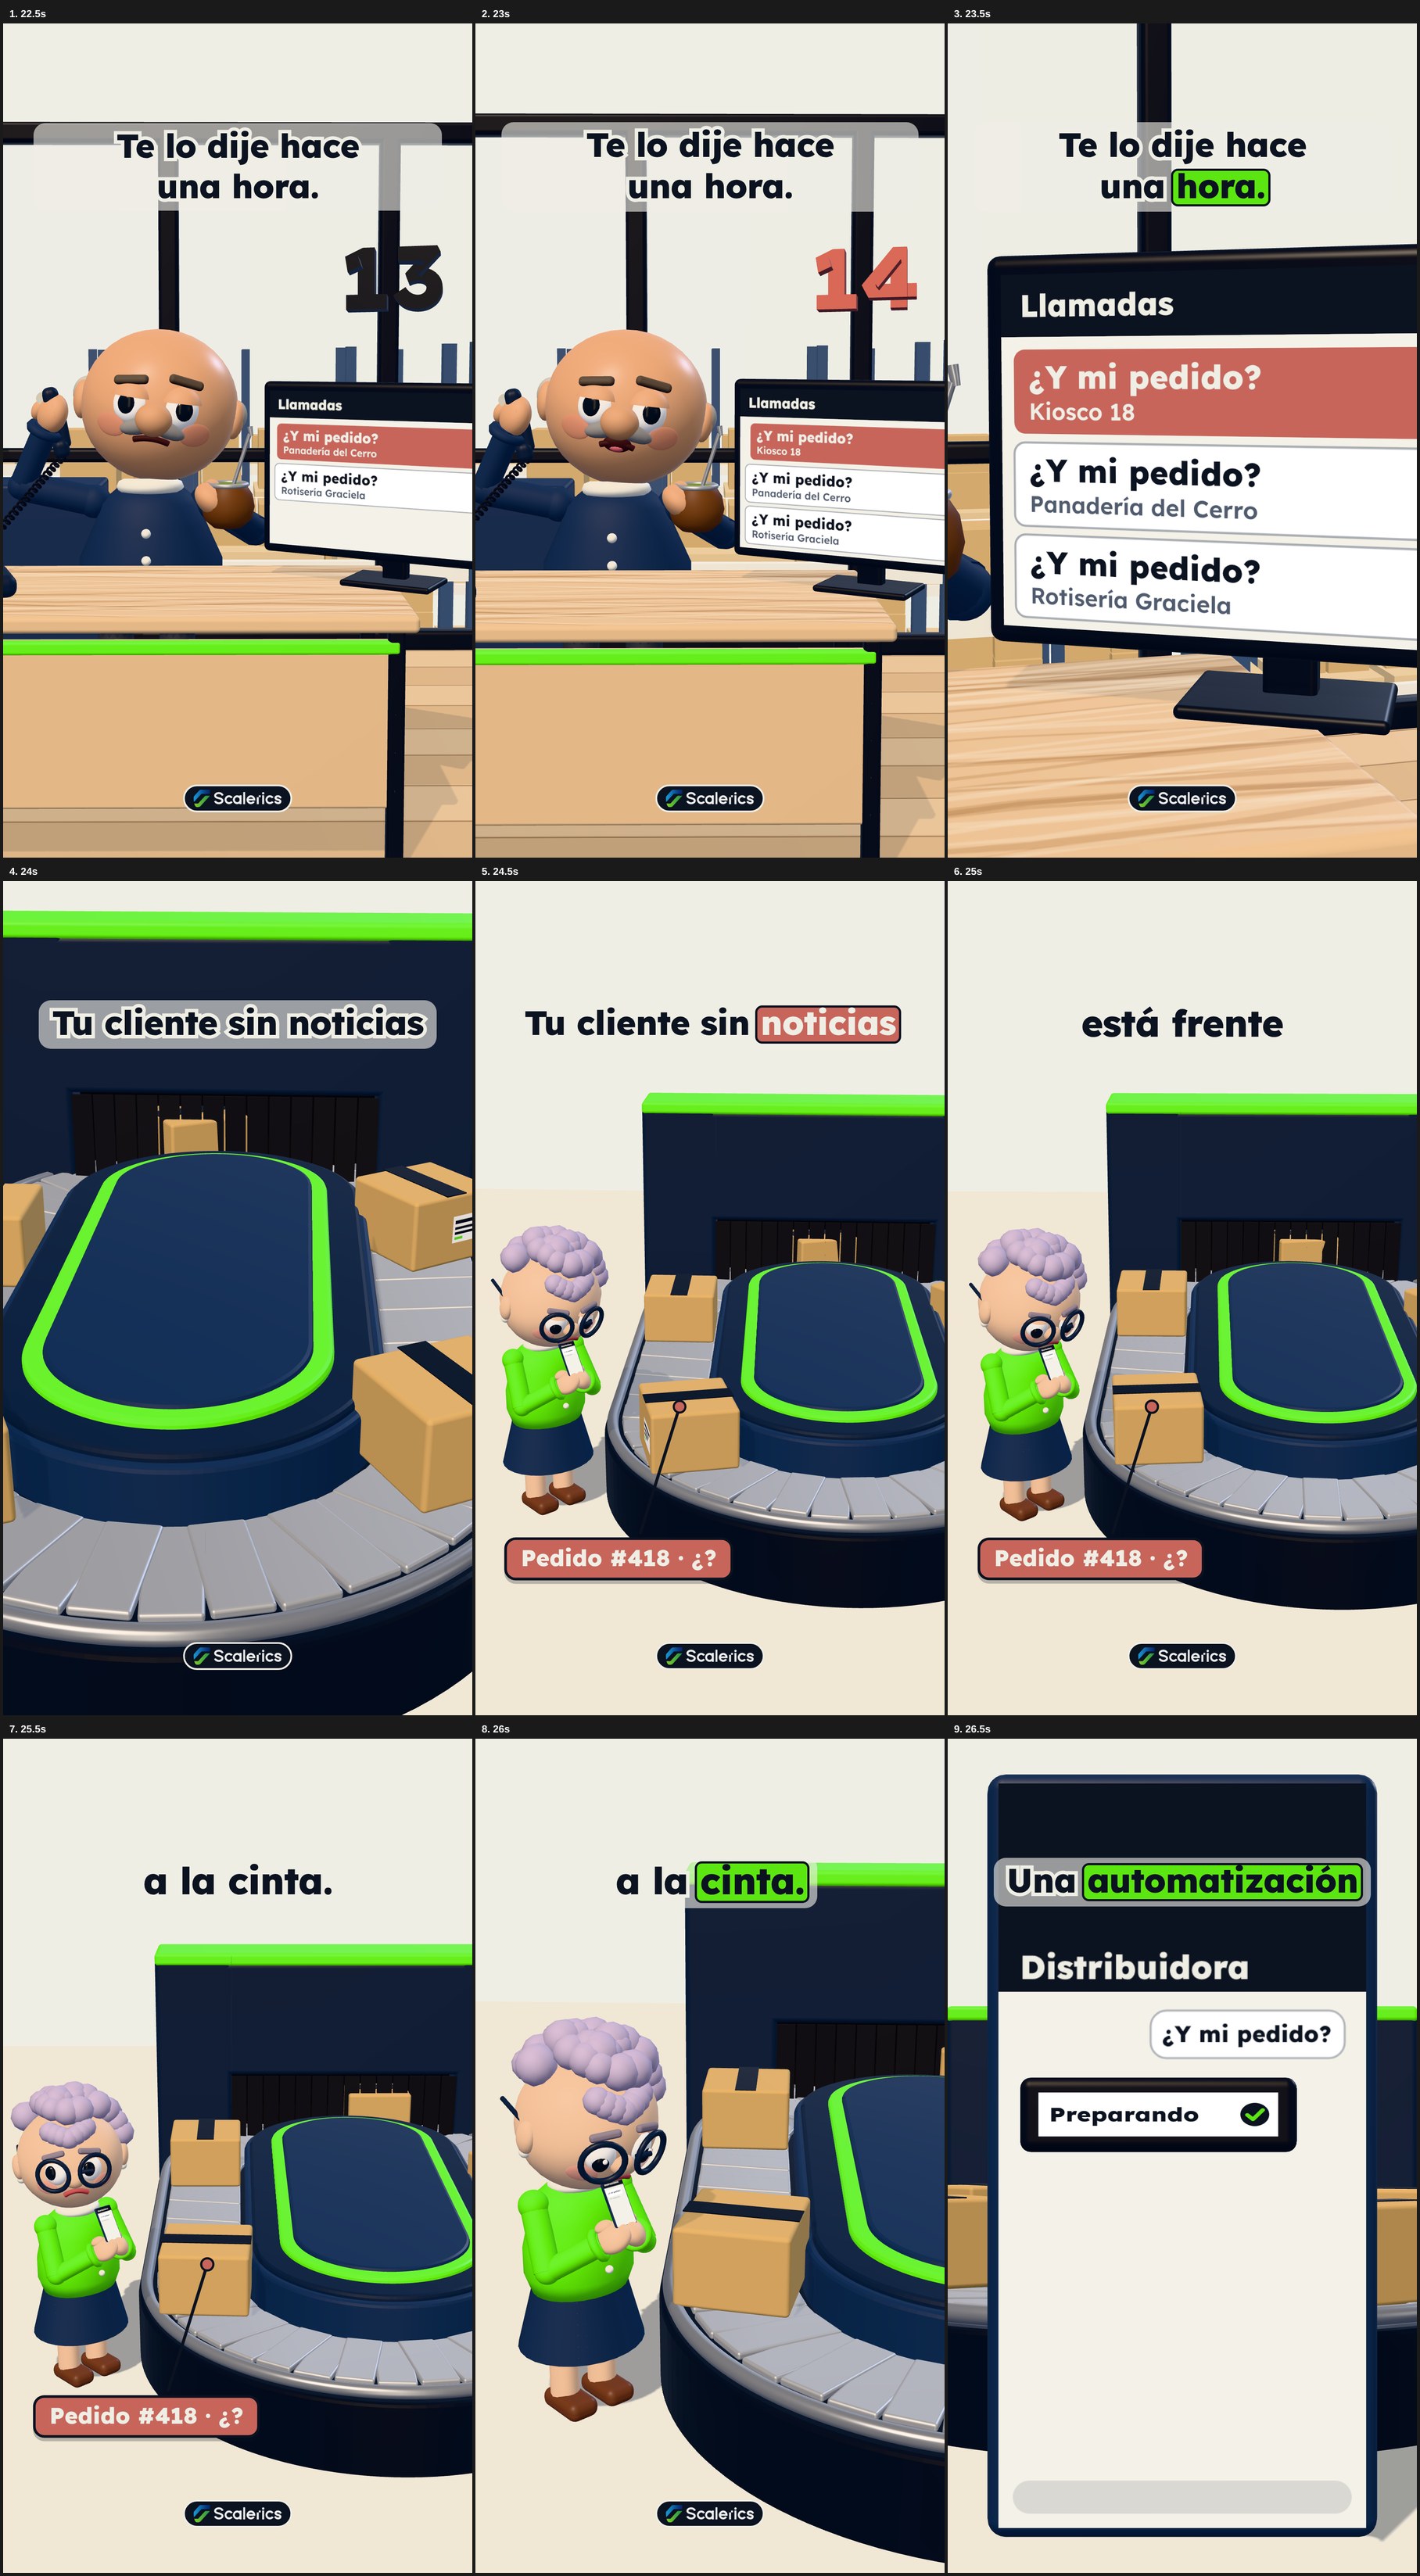 1. 22.5s
Te lo dije hace
una hora.
13
Llamadas
¿Y mi pedido?
Panadería del Cerro
¿Y mi pedido?
Rotisería Graciela
Scalerics
2. 23s
Te lo dije hace
una hora.
14
Llamadas
¿Y mi pedido?
Kiosco 18
¿Y mi pedido?
Panadería del Cerro
¿Y mi pedido?
Rotisería Graciela
Scalerics
3. 23.5s
Te lo dije hace
una hora.
Llamadas
¿Y mi pedido?
Kiosco 18
¿Y mi pedido?
Panadería del Cerro
¿Y mi pedido?
Rotisería Graciela
Scalerics
4. 24s
Tu cliente sin noticias
Scalerics
5. 24.5s
Tu cliente sin noticias
Pedido #418 · ¿?
Scalerics
6. 25s
está frente
Pedido #418 · ¿?
Scalerics
7. 25.5s
a la cinta.
Pedido #418 · ¿?
Scalerics
8. 26s
a la cinta.
Scalerics
9. 26.5s
Una automatización
Distribuidora
¿Y mi pedido?
Preparando